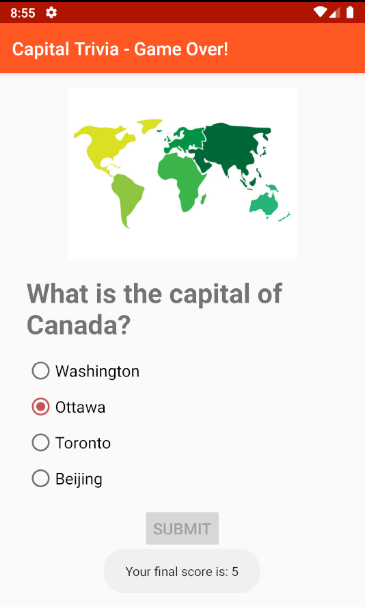 8:55
Capital Trivia - Game Over!
What is the capital of
Canada?
Washington
Ottawa
Toronto
Beijing
SUBMIT
Your final score is: 5